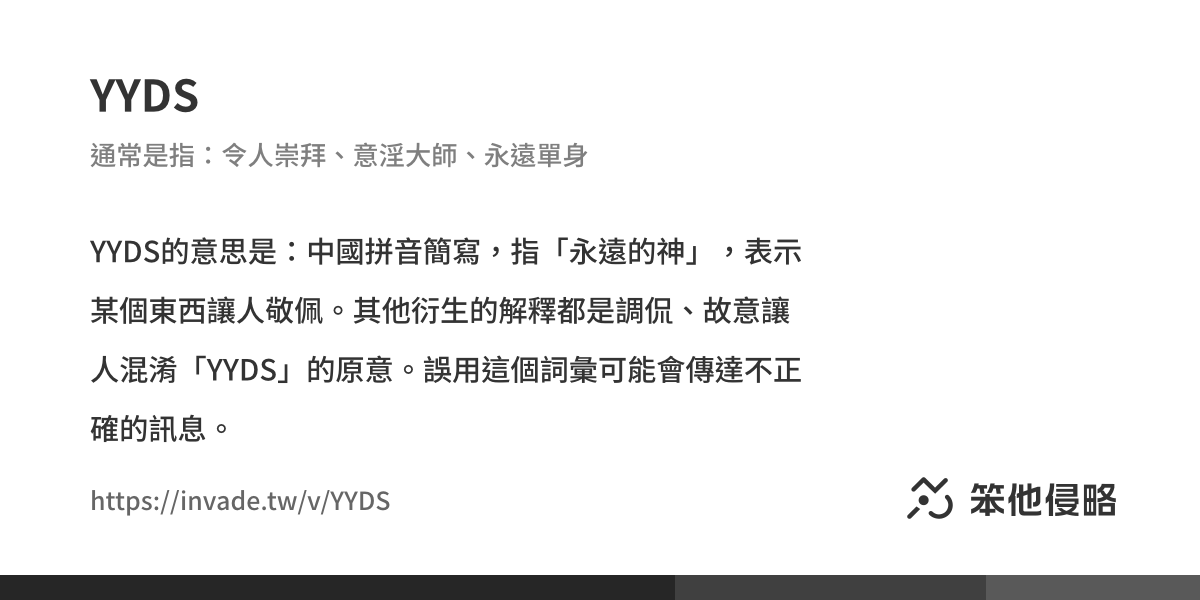 YYDS
通常是指：令人崇拜、意淫大師、永遠單身
YYDS的意思是：中國拼音簡寫，指「永遠的神」，表示
某個東西讓人敬佩。其他衍生的解釋都是調侃、故意讓
人混淆「YYDS」的原意。誤用這個詞彙可能會傳達不正
確的訊息。
https://invade.tw/v/YYDS
笨他侵略